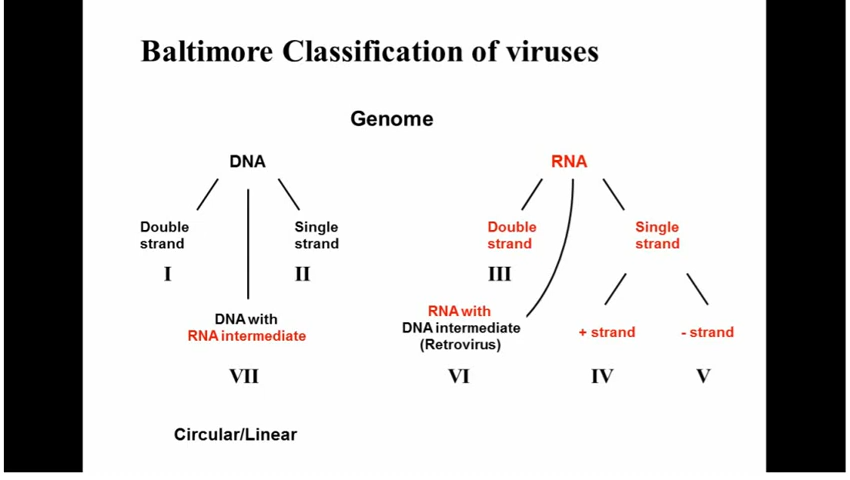 Baltimore Classification of viruses
Genome
DNA
RNA
Double
strand
Single
strand
Double
strand
Single
strand
I
II
III
DNA with
RNA intermediate
RNA with
DNA intermediate
(Retrovirus)
+ strand
- strand
VII
VI
IV
V
Circular/Linear